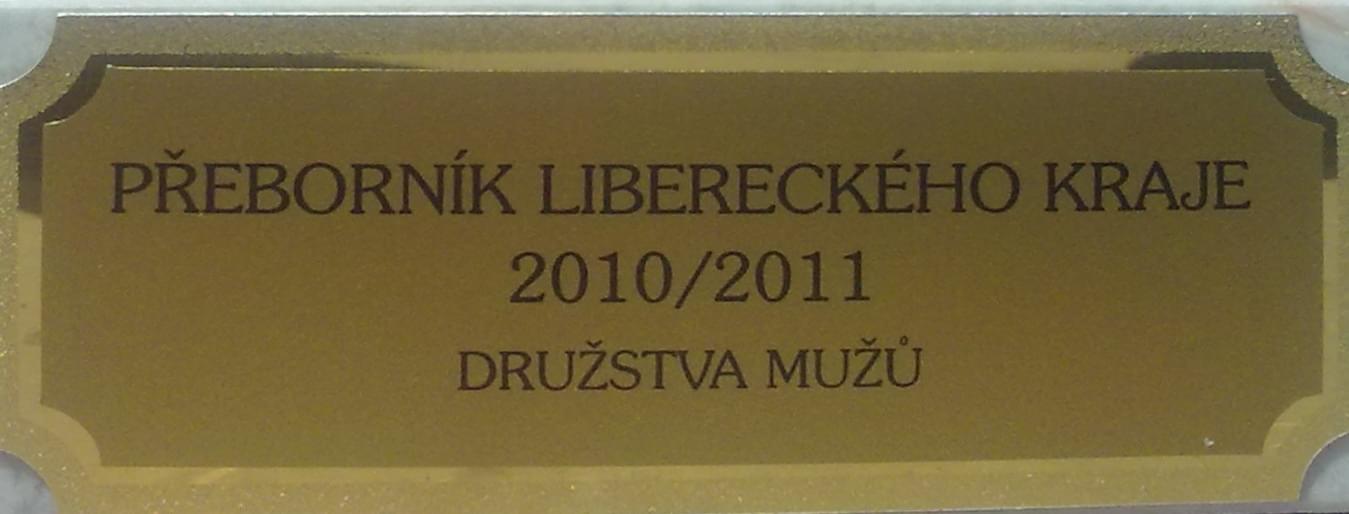 PŘEBORNÍK LIBERECKÉHO KRAJE
2010/2011
DRUŽSTVA MUŽŮ